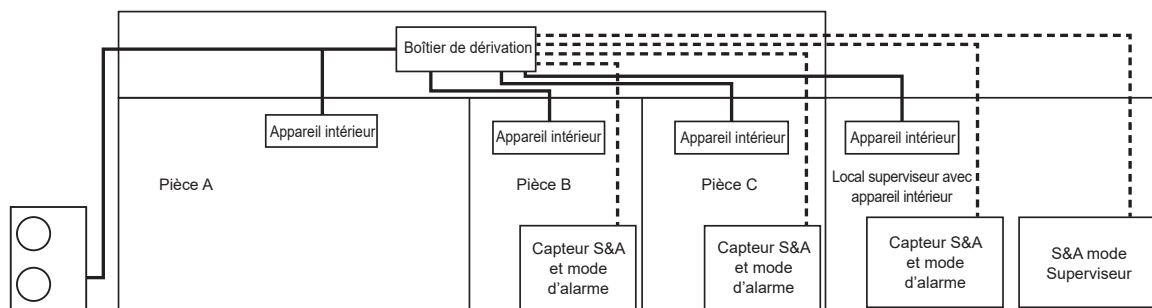 Boîtier de dérivation
Appareil intérieur
Appareil intérieur
Appareil intérieur
Appareil intérieur
Pièce A
Pièce B
Pièce C
Local superviseur avec
appareil intérieur
Capteur S&A
et mode
d'alarme
Capteur S&A
et mode
d'alarme
Capteur S&A
et mode
d'alarme
S&A mode
Superviseur